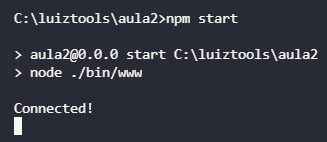 C:\luiztools\aula2>npm start
> aula2@0.0.0 start C:\luiztools\aula2
> node ./bin/www
Connected!